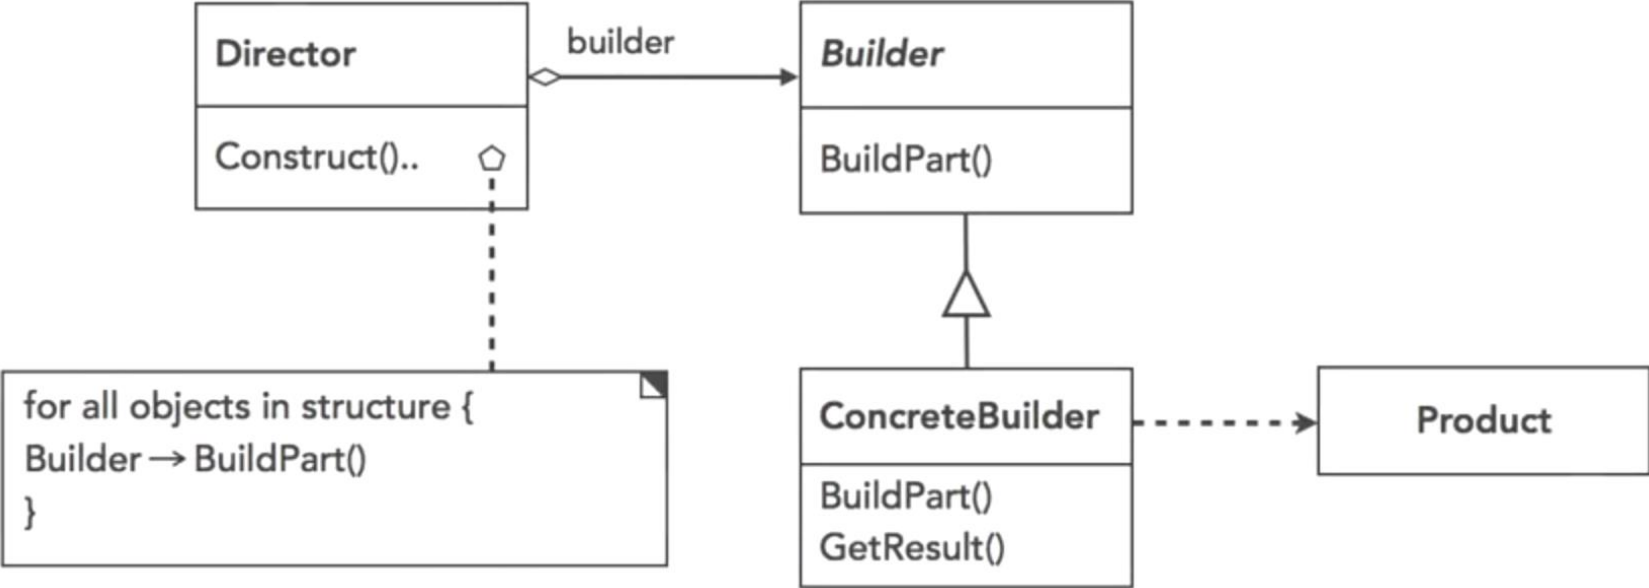 Director
Construct()..
builder
Builder
BuildPart()
for all objects in structure {
Builder → BuildPart()
}
ConcreteBuilder
BuildPart()
GetResult()
Product